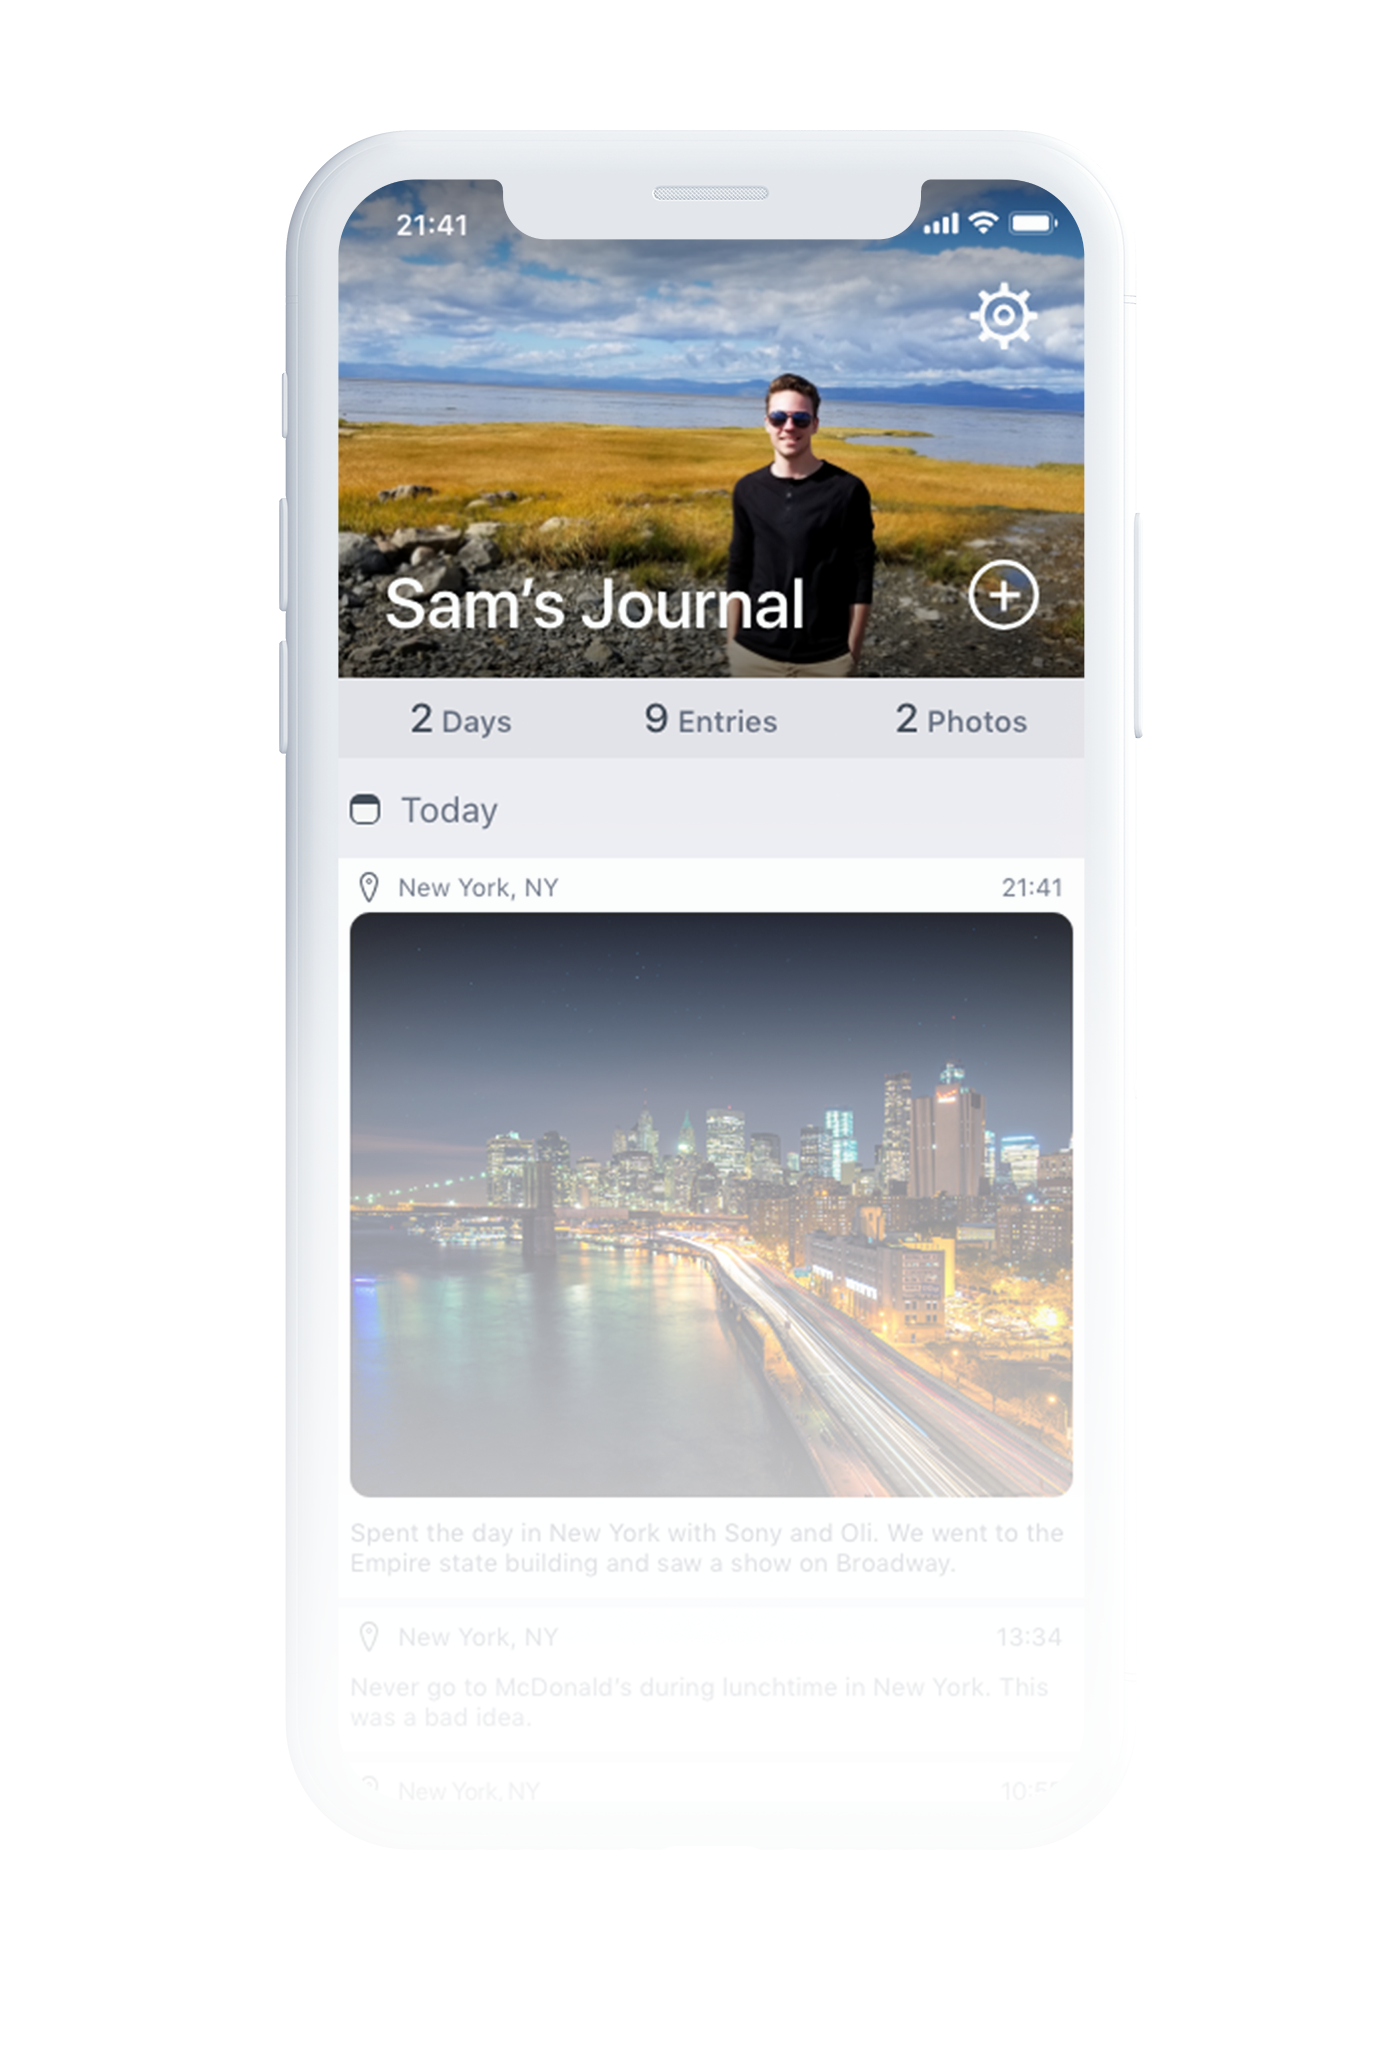 21:41
Sam's Journal
2 Days 9 Entries 2 Photos
Today
New York, NY 21:41
Spent the day in New York with Sony and Oli. We went to the
Empire state building and saw a show on Broadway.
New York, NY 13:34
Never go to McDonald's during lunchtime in New York. This
was a bad idea.
New York, NY